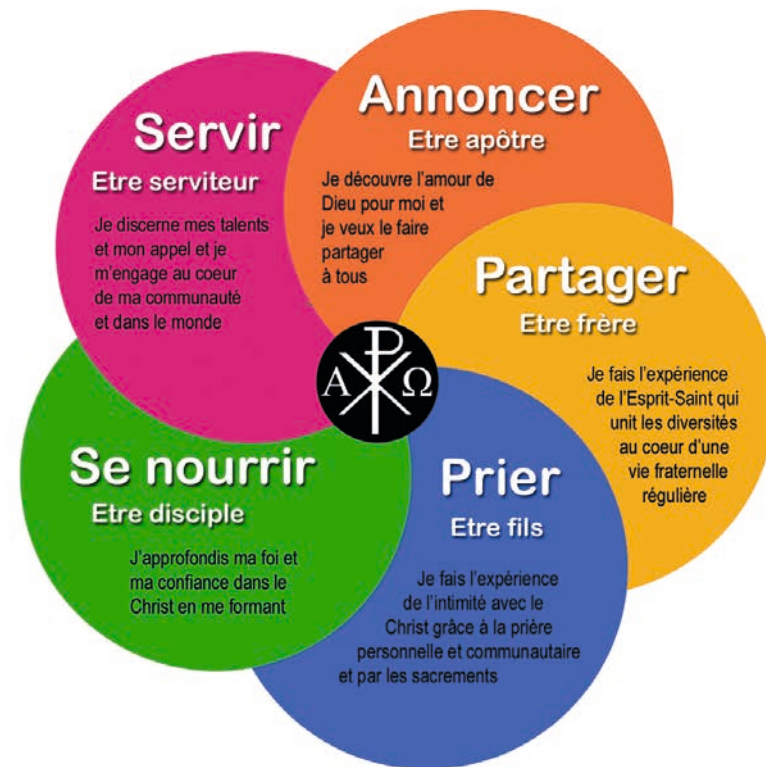 Annoncer
Etre apôtre
Je découvre l'amour de
Dieu pour moi et
je veux le faire
partager
à tous
Partager
Etre frère
Je fais l'expérience
de l'Esprit-Saint qui
unit les diversités
au coeur d'une
vie fraternelle
régulière
Prier
Etre fils
Je fais l'expérience
de l'intimité avec le
Christ grâce à la prière
personnelle et communautaire
et par les sacrements
Se nourrir
Etre disciple
J'approfondis ma foi et
ma confiance dans le
Christ en me formant
Servir
Etre serviteur
Je discerne mes talents
et mon appel et je
m'engage au coeur
de ma communauté
et dans le monde
Α ☧ Ω